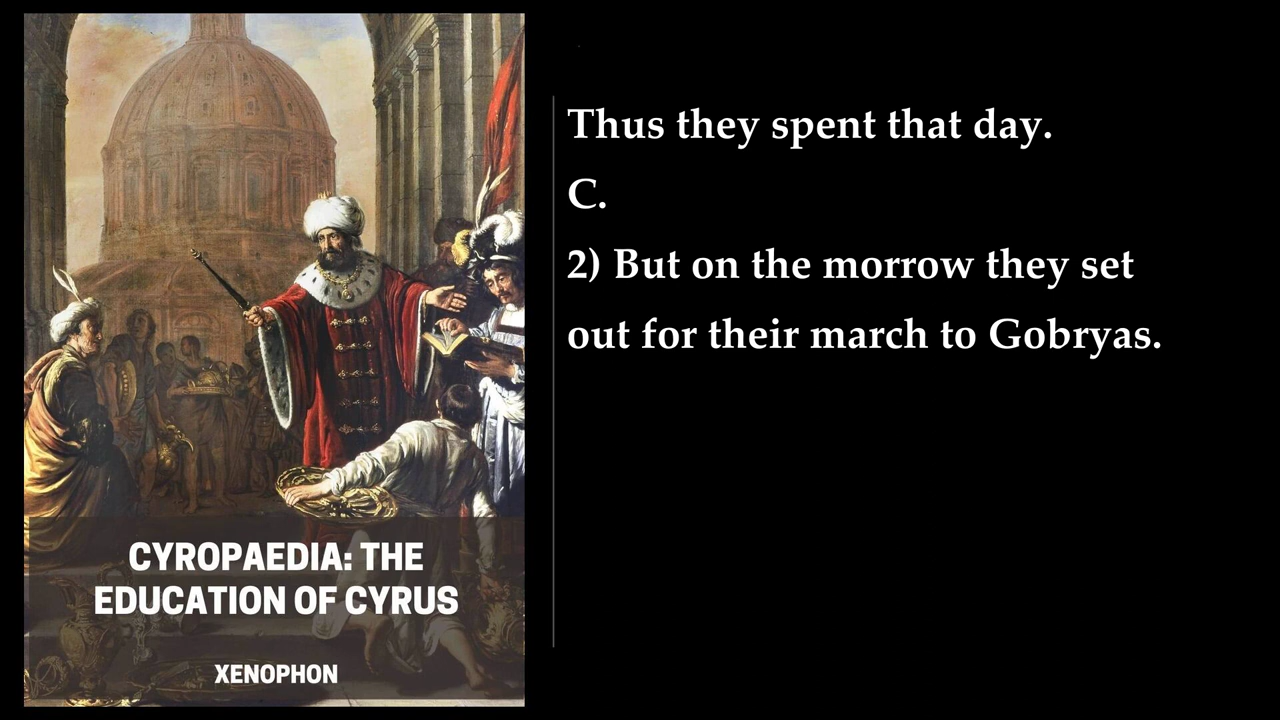 Thus they spent that day.
C.
2) But on the morrow they set
out for their march to Gobryas.
CYROPAEDIA: THE
EDUCATION OF CYRUS
XENOPHON